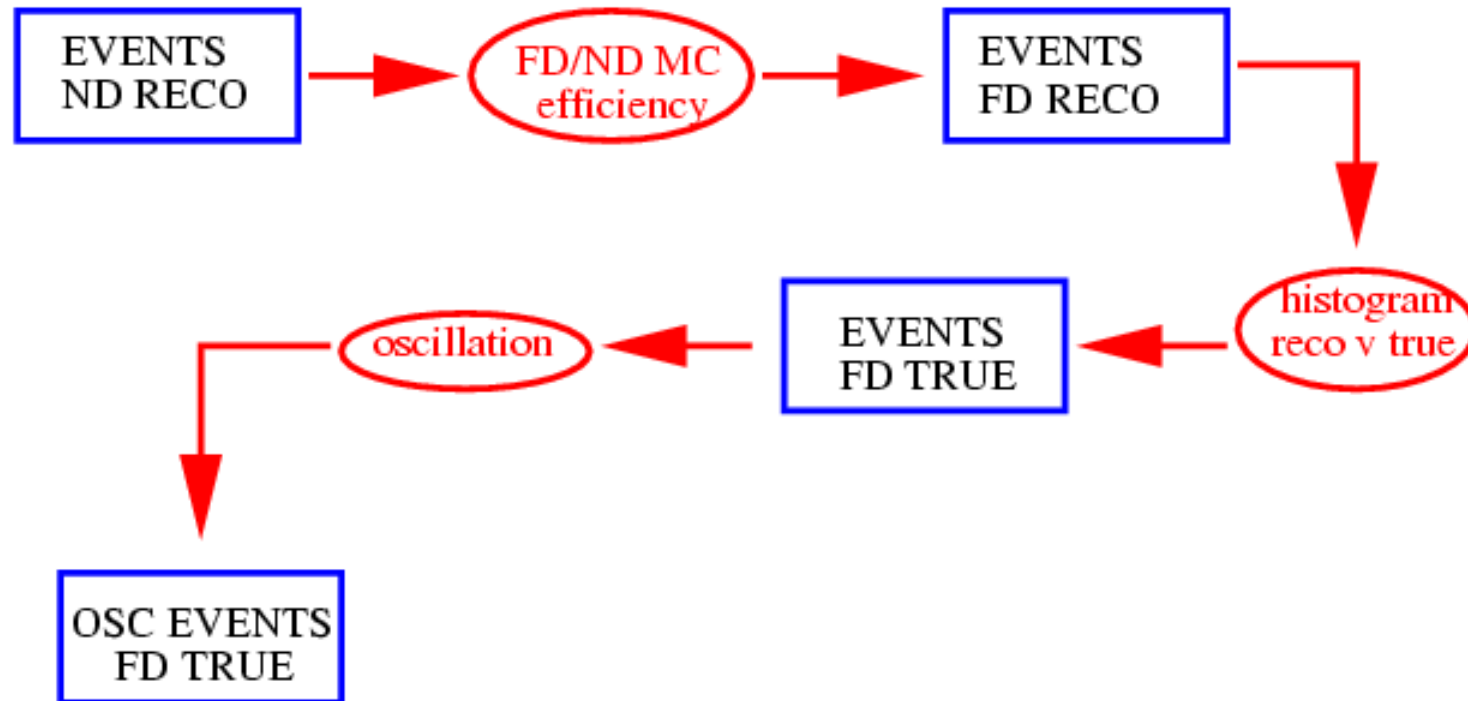 EVENTS
ND RECO
FD/ND MC
efficiency
EVENTS
FD RECO
histogram
reco v true
EVENTS
FD TRUE
oscillation
OSC EVENTS
FD TRUE